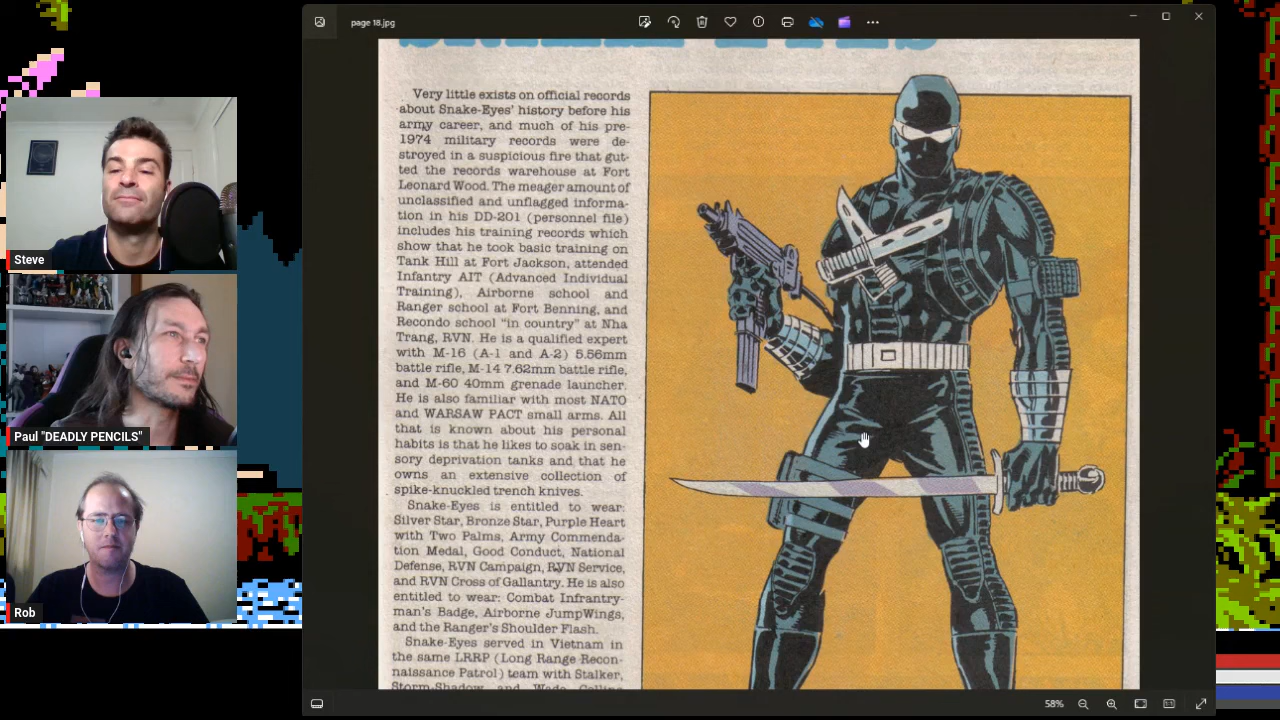 page 18.jpg
SNAKE EYES
Very little exists on official records
about Snake-Eyes' history before his
army career, and much of his pre-
1974 military records were de-
stroyed in a suspicious fire that gut-
ted the records warehouse at Fort
Leonard Wood. The meager amount of
unclassified and unflagged informa-
tion in his DD-201 (personnel file)
includes his training records which
show that he took basic training on
Tank Hill at Fort Jackson, attended
Infantry AIT (Advanced Individual
Training), Airborne school and
Ranger school at Fort Benning, and
Recondo school "in country" at Nha
Trang, RVN. He is a qualified expert
with M-16 (A-1 and A-2) 5.56mm
battle rifle, M-14 7.62mm battle rifle,
and M-60 40mm grenade launcher.
He is also familiar with most NATO
and WARSAW PACT small arms. All
that is known about his personal
habits is that he likes to soak in sen-
sory deprivation tanks and that he
owns an extensive collection of
spike-knuckled trench knives.
Snake-Eyes is entitled to wear:
Silver Star, Bronze Star, Purple Heart
with Two Palms, Army Commenda-
tion Medal, Good Conduct, National
Defense, RVN Campaign, RVN Service,
and RVN Cross of Gallantry. He is also
entitled to wear: Combat Infrantry-
man's Badge, Airborne JumpWings,
and the Ranger's Shoulder Flash.
Snake-Eyes served in Vietnam in
the same LRRP (Long Range Recon-
naissance Patrol) team with Stalker,
Storm-Shadow, and Wade Collins
Steve
Paul "DEADLY PENCILS"
Rob
58%